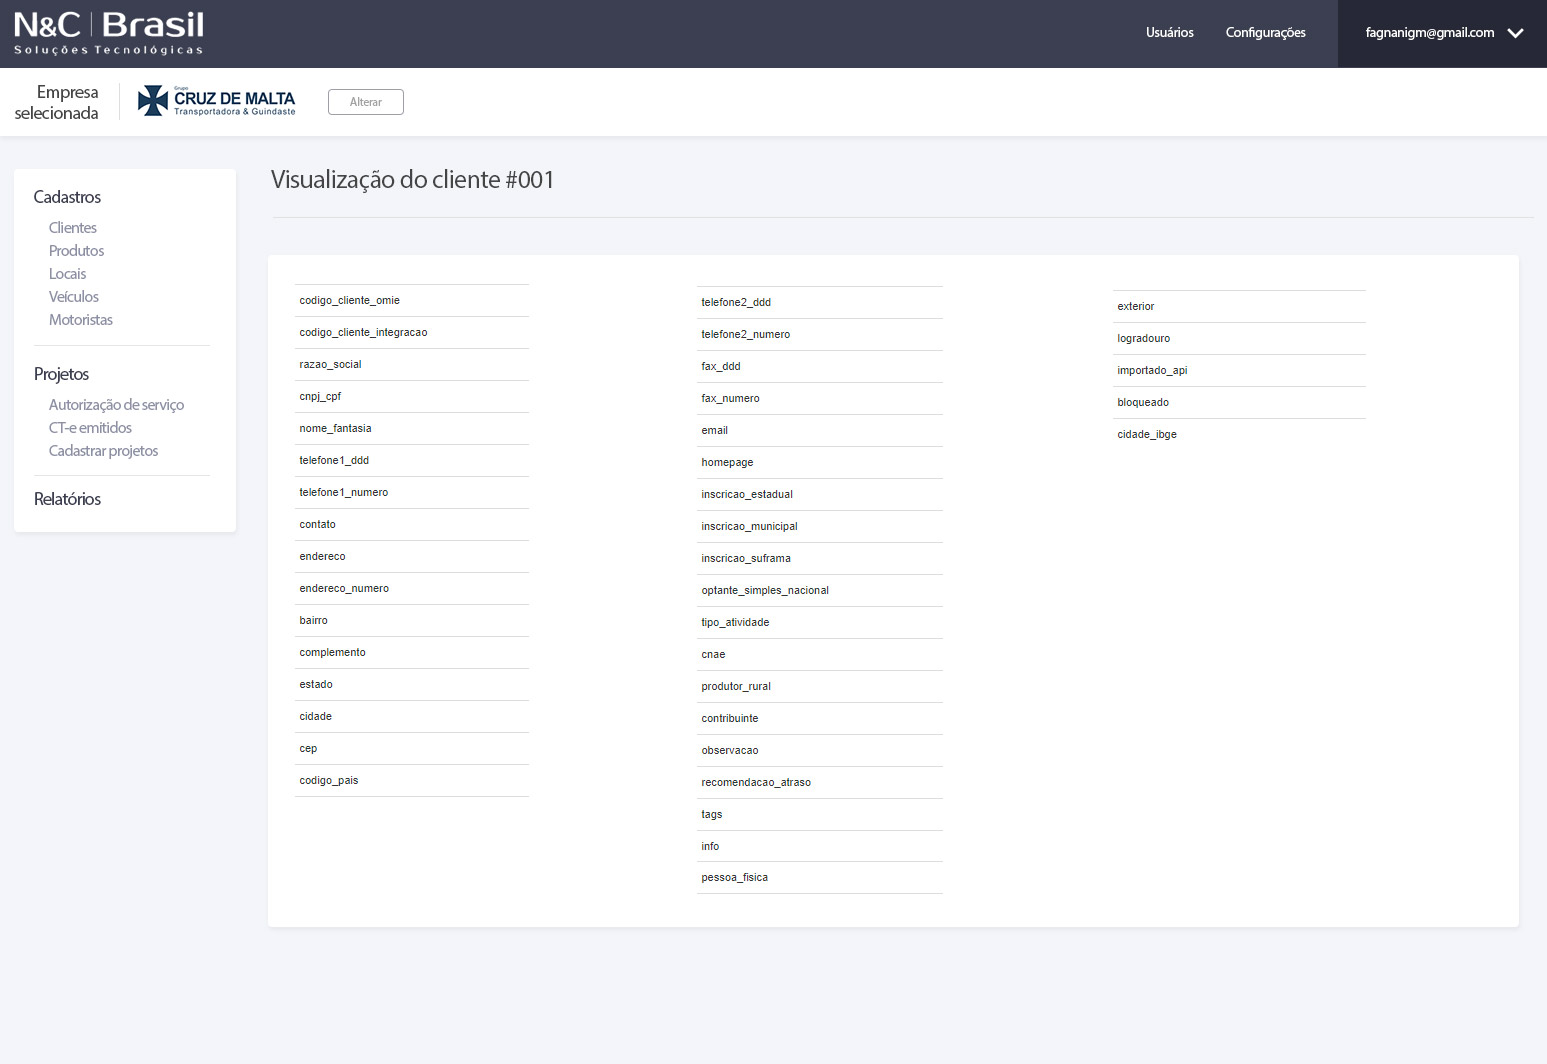 N&C | Brasil
Soluções Tecnológicas
Usuários
Configurações
fagnanigm@gmail.com
Empresa
selecionada
Grupo
CRUZ DE MALTA
Transportadora & Guindaste
Alterar
Cadastros
Clientes
Produtos
Locais
Veículos
Motoristas
Projetos
Autorização de serviço
CT-e emitidos
Cadastrar projetos
Relatórios
Visualização do cliente #001
codigo_cliente_omie
codigo_cliente_integracao
razao_social
cnpj_cpf
nome_fantasia
telefone1_ddd
telefone1_numero
contato
endereco
endereco_numero
bairro
complemento
estado
cidade
cep
codigo_pais
telefone2_ddd
telefone2_numero
fax_ddd
fax_numero
email
homepage
inscricao_estadual
inscricao_municipal
inscricao_suframa
optante_simples_nacional
tipo_atividade
cnae
produtor_rural
contribuinte
observacao
recomendacao_atraso
tags
info
pessoa_fisica
exterior
logradouro
importado_api
bloqueado
cidade_ibge